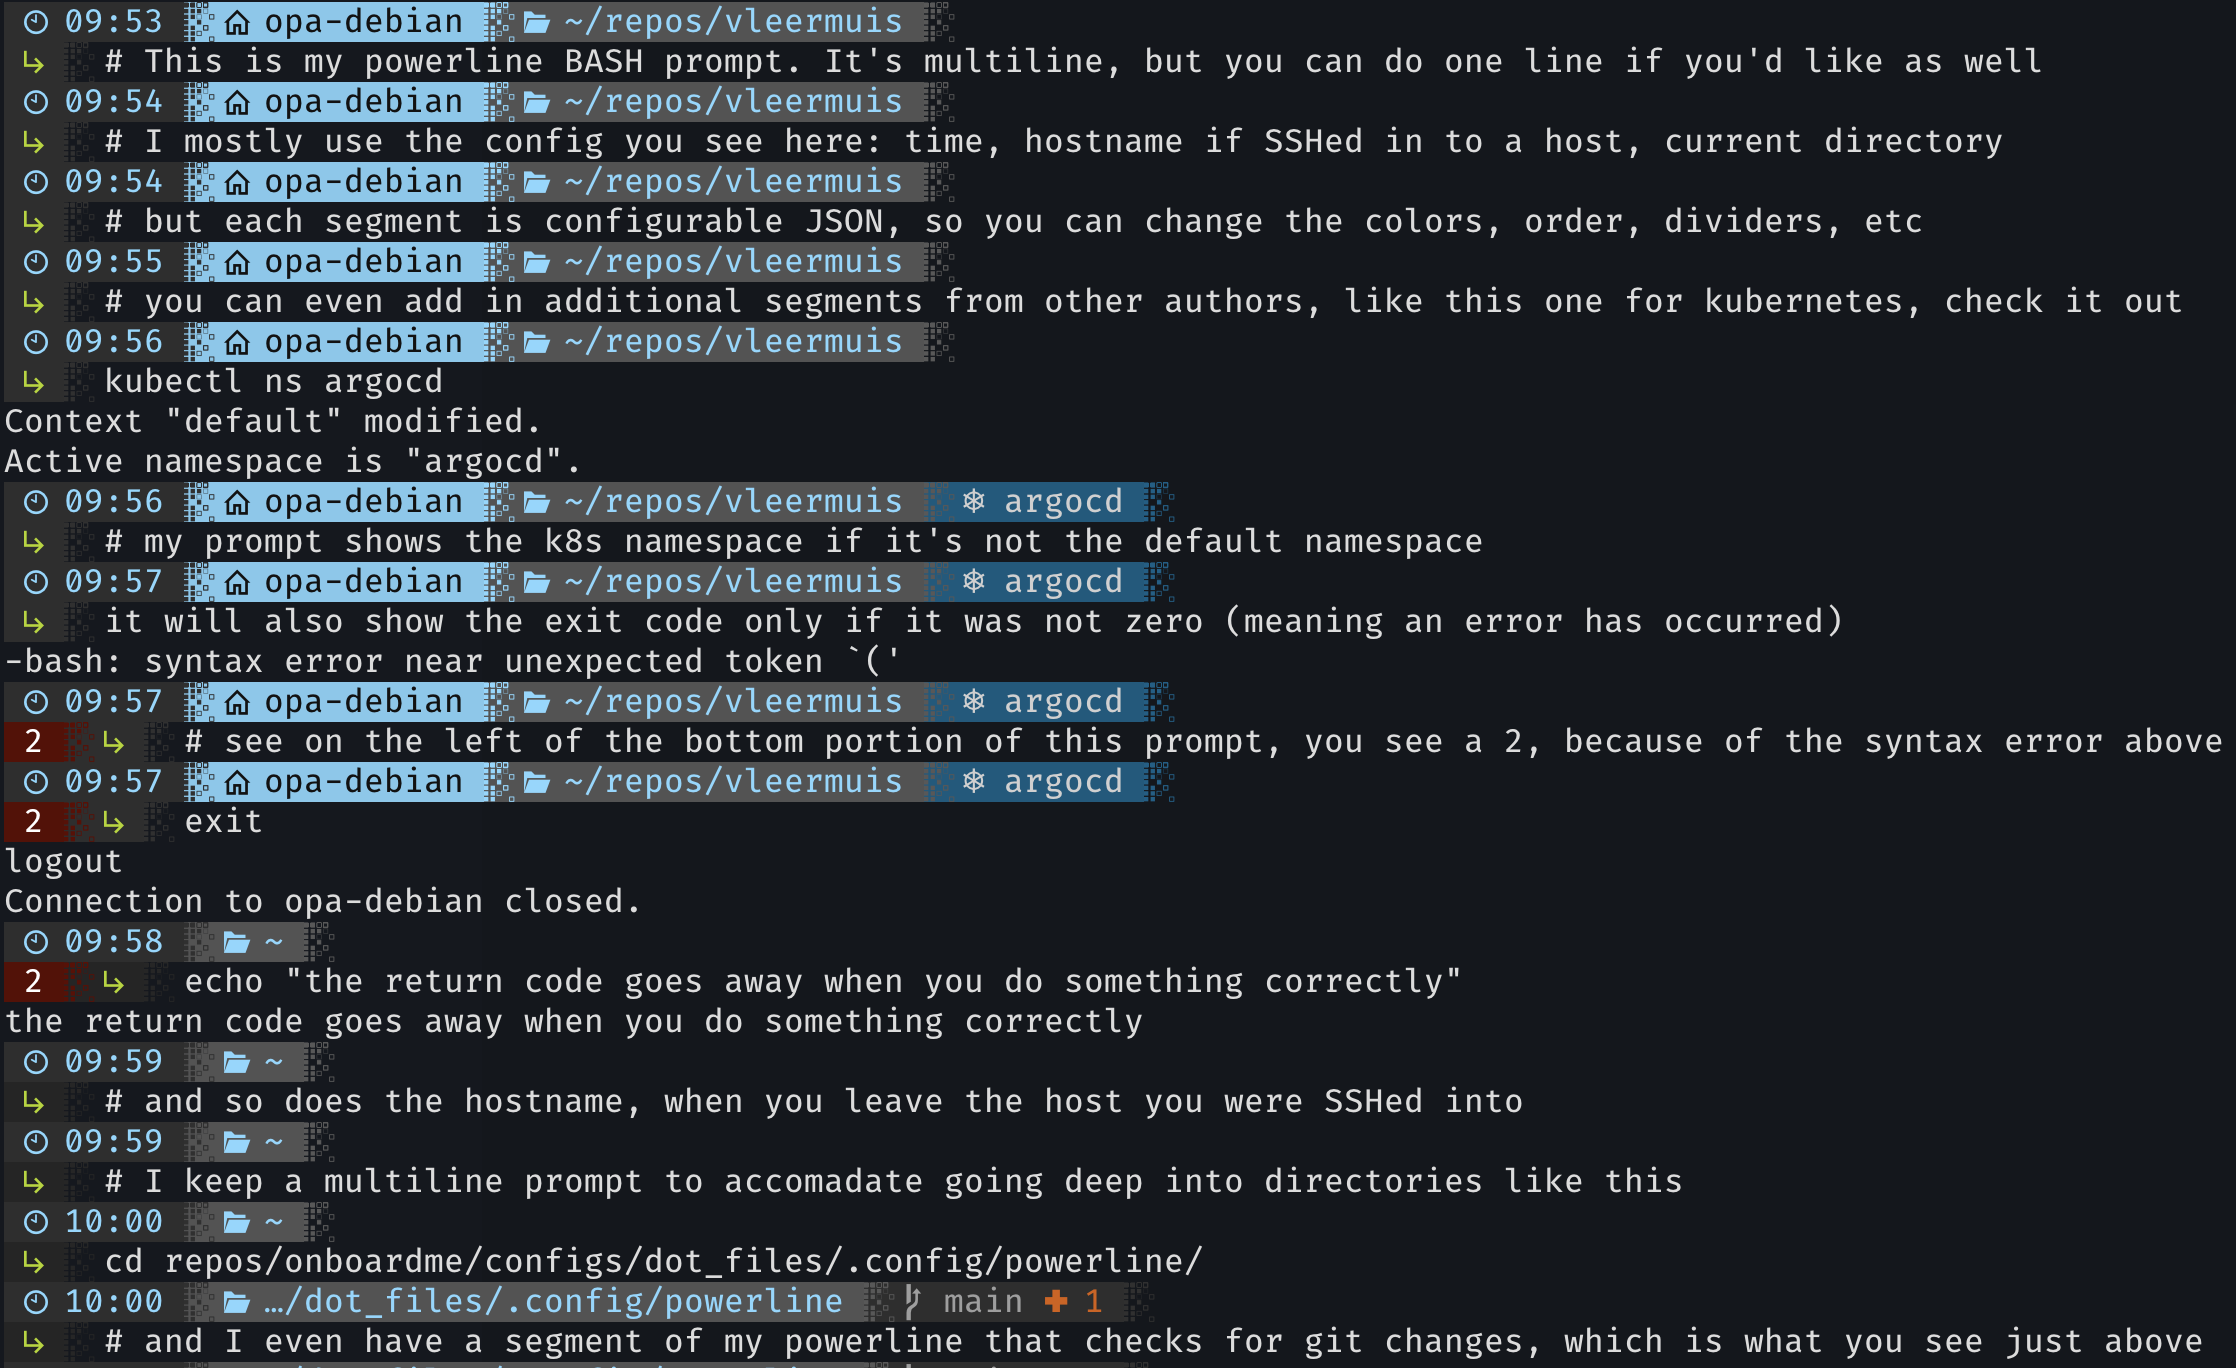 09:53 opa-debian ~/repos/vleermuis
# This is my powerline BASH prompt. It's multiline, but you can do one line if you'd like as well
09:54 opa-debian ~/repos/vleermuis
# I mostly use the config you see here: time, hostname if SSHed in to a host, current directory
09:54 opa-debian ~/repos/vleermuis
# but each segment is configurable JSON, so you can change the colors, order, dividers, etc
09:55 opa-debian ~/repos/vleermuis
# you can even add in additional segments from other authors, like this one for kubernetes, check it out
09:56 opa-debian ~/repos/vleermuis
kubectl ns argocd
Context "default" modified.
Active namespace is "argocd".
09:56 opa-debian ~/repos/vleermuis ⎈ argocd
# my prompt shows the k8s namespace if it's not the default namespace
09:57 opa-debian ~/repos/vleermuis ⎈ argocd
it will also show the exit code only if it was not zero (meaning an error has occurred)
-bash: syntax error near unexpected token `('
09:57 opa-debian ~/repos/vleermuis ⎈ argocd
2 # see on the left of the bottom portion of this prompt, you see a 2, because of the syntax error above
09:57 opa-debian ~/repos/vleermuis ⎈ argocd
2 exit
logout
Connection to opa-debian closed.
09:58 ~
2 echo "the return code goes away when you do something correctly"
the return code goes away when you do something correctly
09:59 ~
# and so does the hostname, when you leave the host you were SSHed into
09:59 ~
# I keep a multiline prompt to accomadate going deep into directories like this
10:00 ~
cd repos/onboardme/configs/dot_files/.config/powerline/
10:00 …/dot_files/.config/powerline main ✚ 1
# and I even have a segment of my powerline that checks for git changes, which is what you see just above